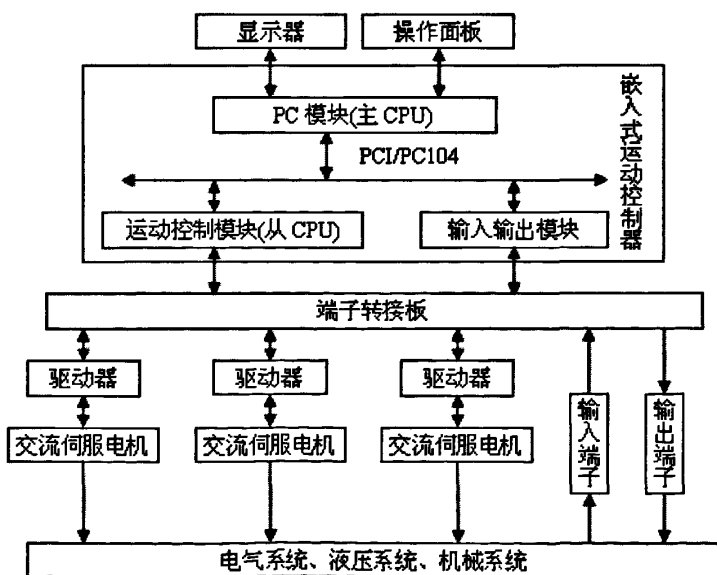 显示器
操作面板
PC 模块(主 CPU)
PCI/PC104
嵌入式运动控制器
运动控制模块(从 CPU)
输入输出模块
端子转接板
驱动器
驱动器
驱动器
输入端子
输出端子
交流伺服电机
交流伺服电机
交流伺服电机
电气系统、液压系统、机械系统